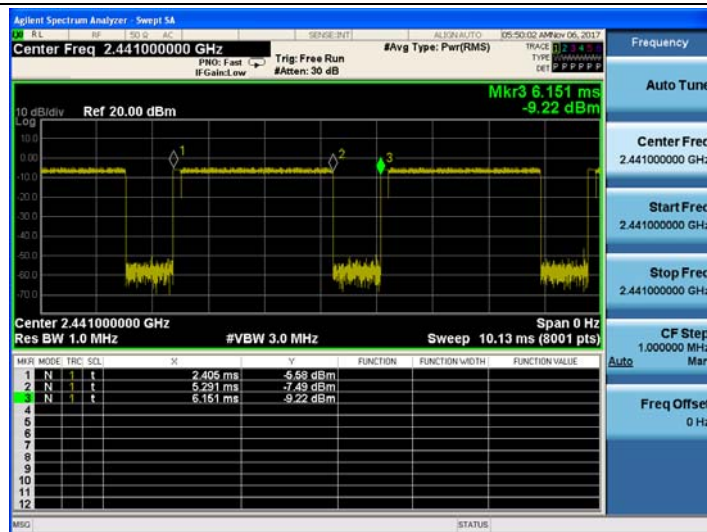 Agilent Spectrum Analyzer - Swept SA
RL RF 50 Ω AC SENSE:INT ALIGN AUTO 05:50:02 AM Nov 06, 2017
Center Freq 2.441000000 GHz #Avg Type: Pwr(RMS) TRACE 1 2 3 4 5 6
PNO: Fast Trig: Free Run TYPE
IFGain:Low #Atten: 30 dB DET P P P P P P
Mkr3 6.151 ms
10 dB/div Ref 20.00 dBm -9.22 dBm
Log
10.0
0.00
-10.0
-20.0
-30.0
-40.0
-50.0
-60.0
-70.0
1
2
3
Center 2.441000000 GHz Span 0 Hz
Res BW 1.0 MHz #VBW 3.0 MHz Sweep 10.13 ms (8001 pts)
MKR MODE TRC SCL X Y FUNCTION FUNCTION WIDTH FUNCTION VALUE
1 N 1 t 2.405 ms -5.58 dBm
2 N 1 t 5.291 ms -7.49 dBm
3 N 1 t 6.151 ms -9.22 dBm
4
5
6
7
8
9
10
11
12
MSG STATUS
Frequency
Auto Tune
Center Freq
2.441000000 GHz
Start Freq
2.441000000 GHz
Stop Freq
2.441000000 GHz
CF Step
1.000000 MHz
Auto Man
Freq Offset
0 Hz